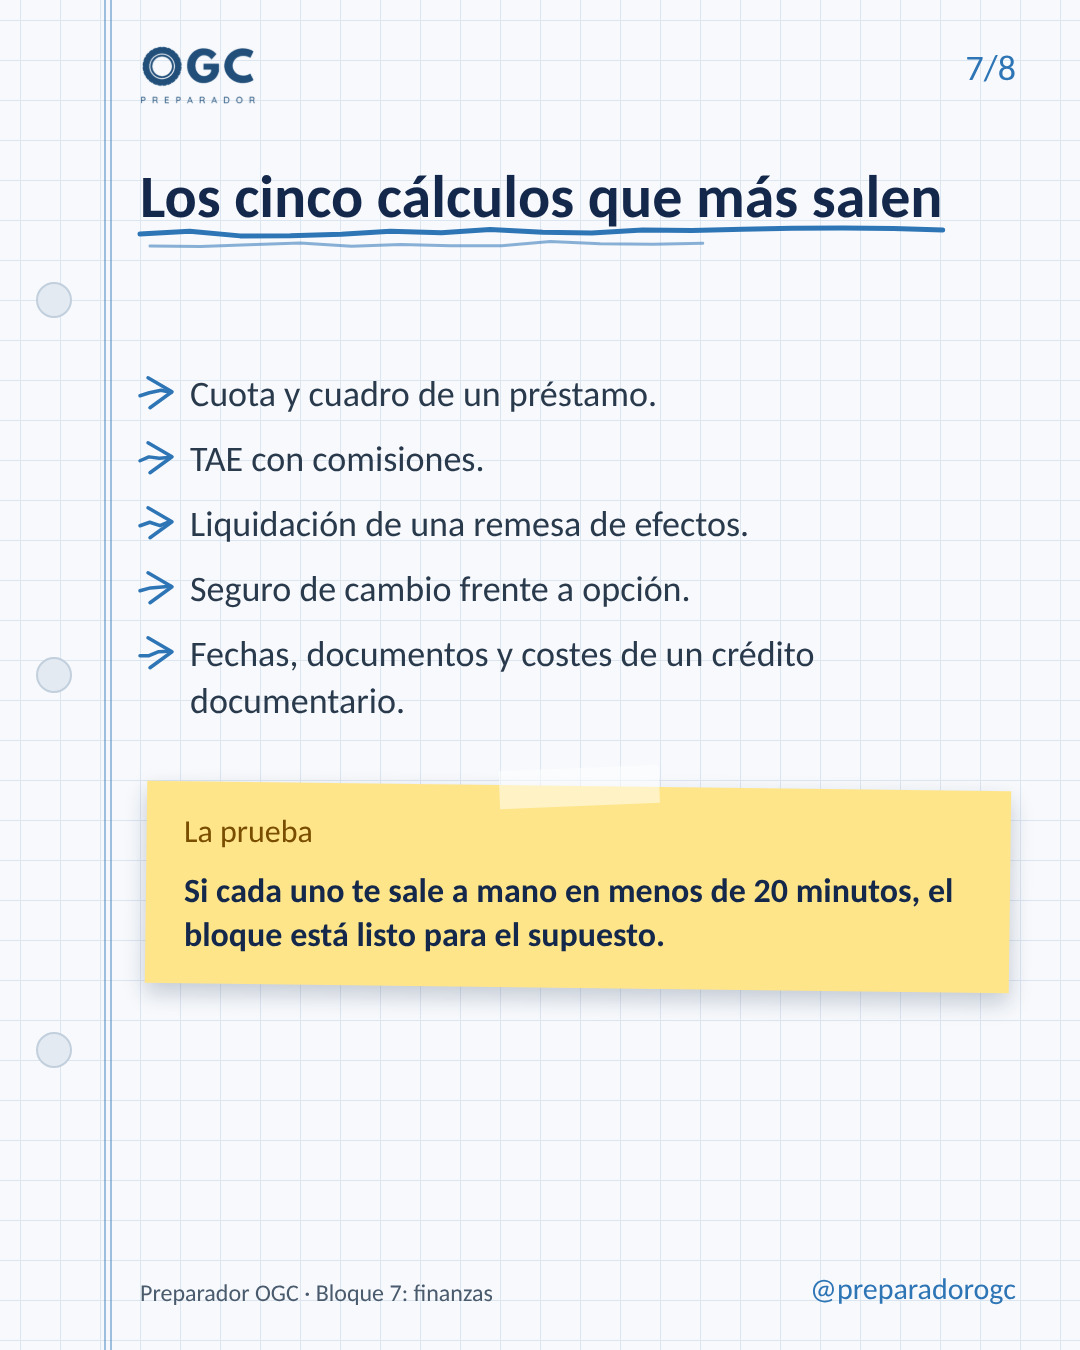 OGC
PREPARADOR
7/8
Los cinco cálculos que más salen
Cuota y cuadro de un préstamo.
TAE con comisiones.
Liquidación de una remesa de efectos.
Seguro de cambio frente a opción.
Fechas, documentos y costes de un crédito
documentario.
La prueba
Si cada uno te sale a mano en menos de 20 minutos, el
bloque está listo para el supuesto.
Preparador OGC · Bloque 7: finanzas
@preparadorogc